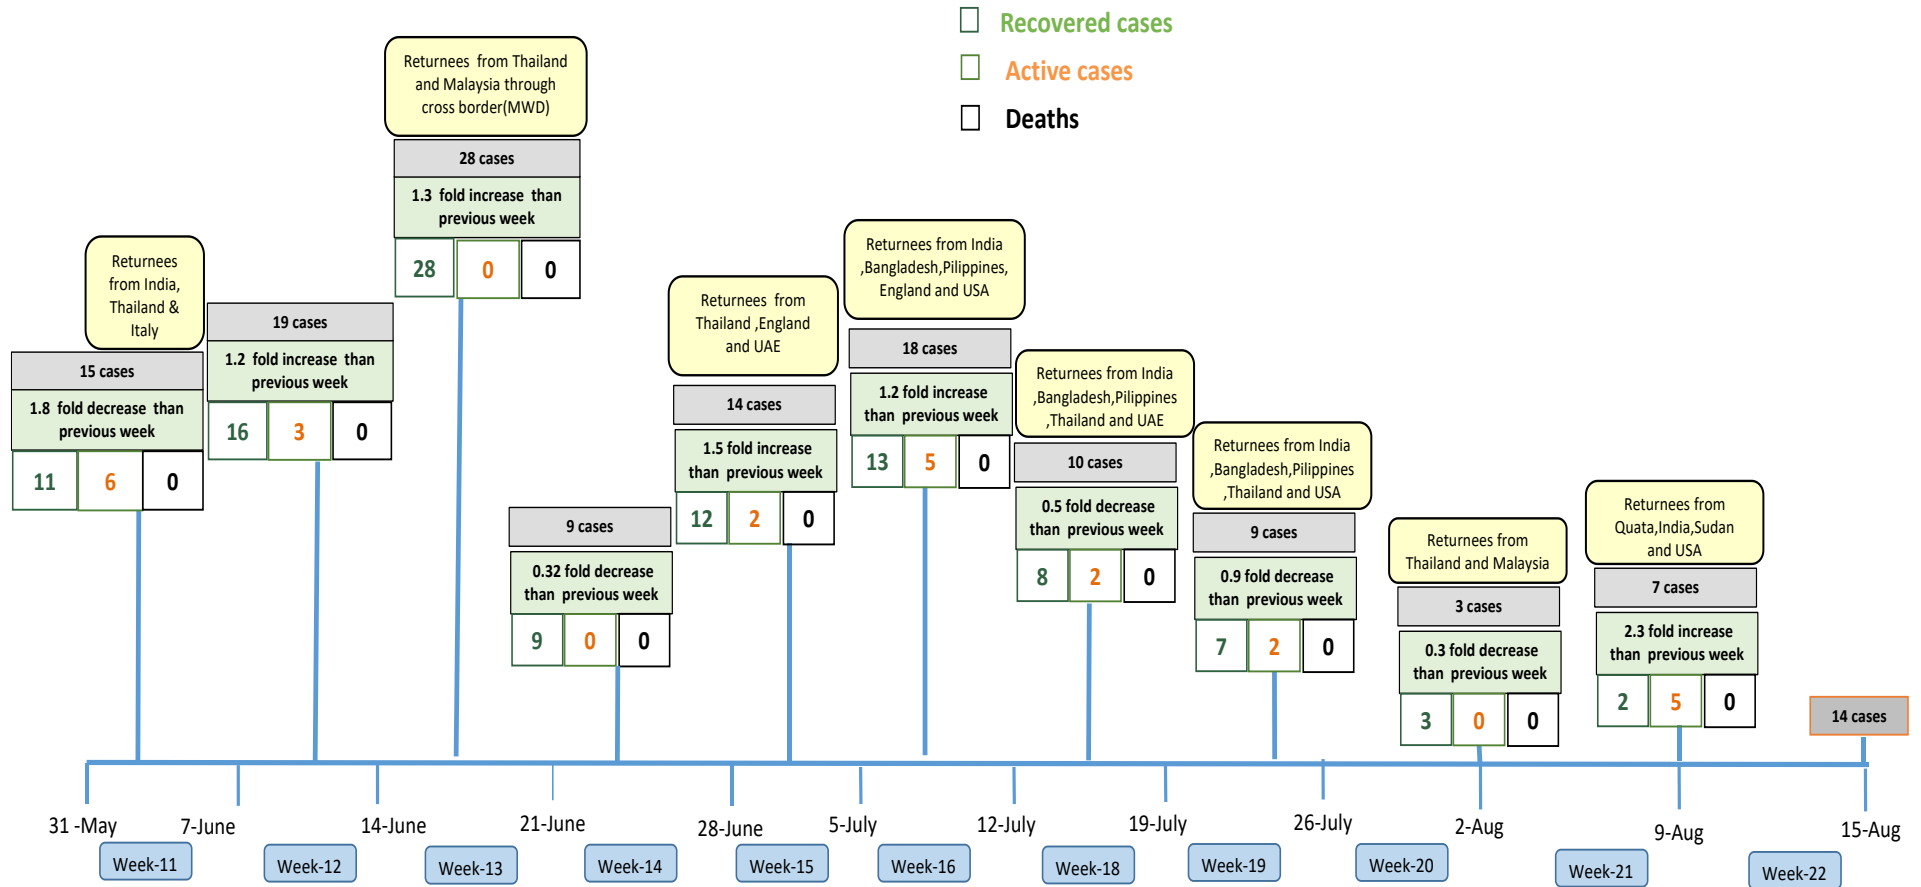 Recovered cases
Active cases
Deaths
Returnees
from India,
Thailand &
Italy
15 cases
1.8 fold decrease than
previous week
11 6 0
19 cases
1.2 fold increase than
previous week
16 3 0
Returnees from Thailand
and Malaysia through
cross border(MWD)
28 cases
1.3 fold increase than
previous week
28 0 0
9 cases
0.32 fold decrease
than previous week
9 0 0
Returnees from
Thailand ,England
and UAE
14 cases
1.5 fold increase
than previous week
12 2 0
Returnees from India
,Bangladesh,Pilippines,
England and USA
18 cases
1.2 fold increase
than previous week
13 5 0
Returnees from India
,Bangladesh,Pilippines
,Thailand and UAE
10 cases
0.5 fold decrease
than previous week
8 2 0
Returnees from India
,Bangladesh,Pilippines
,Thailand and USA
9 cases
0.9 fold decrease
than previous week
7 2 0
Returnees from
Thailand and Malaysia
3 cases
0.3 fold decrease
than previous week
3 0 0
Returnees from
Quata,India,Sudan
and USA
7 cases
2.3 fold increase
than previous week
2 5 0
14 cases
31 -May 7-June 14-June 21-June 28-June 5-July 12-July 19-July 26-July 2-Aug 9-Aug 15-Aug
Week-11 Week-12 Week-13 Week-14 Week-15 Week-16 Week-18 Week-19 Week-20 Week-21 Week-22